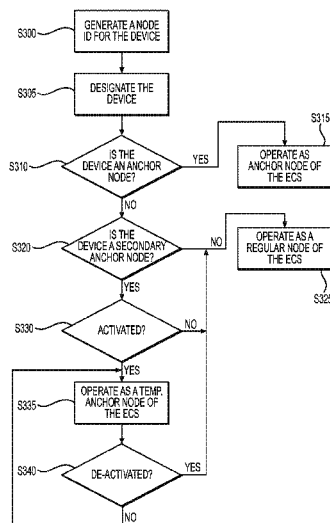 S300
GENERATE A NODE
ID FOR THE DEVICE
S305
DESIGNATE THE
DEVICE
S310
IS THE
DEVICE AN ANCHOR
NODE?
YES
S315
OPERATE AS
ANCHOR NODE OF
THE ECS
NO
S320
IS THE
DEVICE A SECONDARY
ANCHOR NODE?
NO
OPERATE AS A
REGULAR NODE OF
THE ECS
S325
YES
S330
ACTIVATED?
NO
YES
S335
OPERATE AS A TEMP.
ANCHOR NODE OF
THE ECS
S340
DE-ACTIVATED?
YES
NO